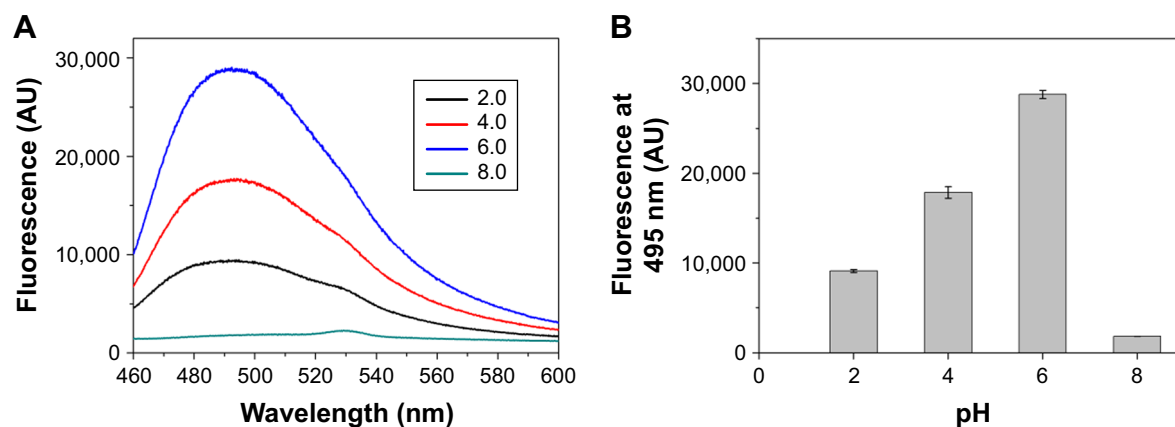 A
Fluorescence (AU)
30,000
20,000
10,000
0
460 480 500 520 540 560 580 600
Wavelength (nm)
2.0
4.0
6.0
8.0
B
Fluorescence at
495 nm (AU)
30,000
20,000
10,000
0
0 2 4 6 8
pH